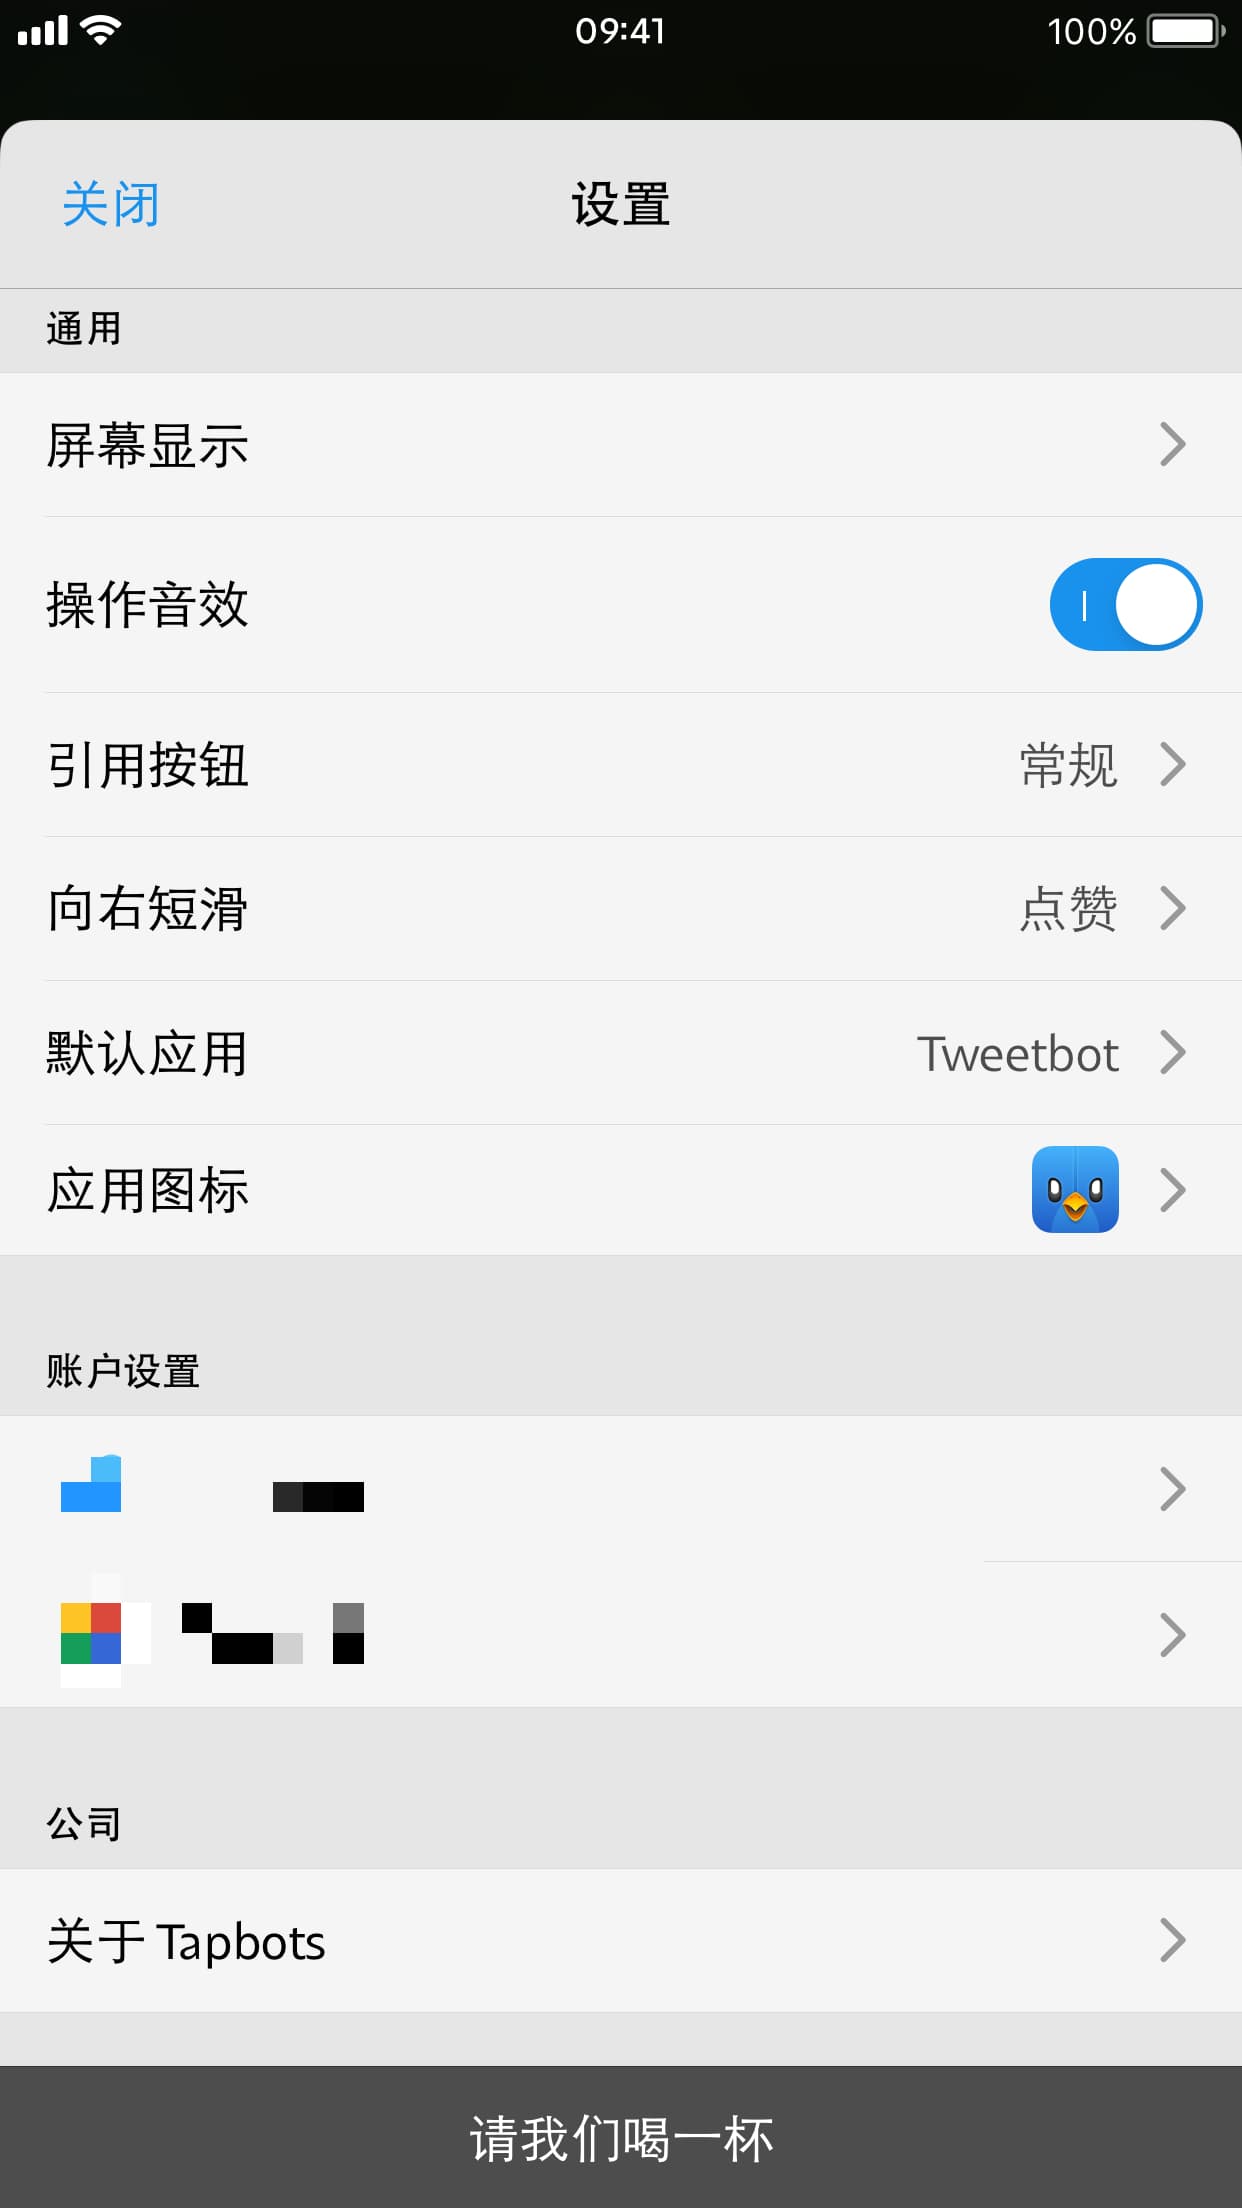 09:41
100%
关闭
设置
通用
屏幕显示
操作音效
引用按钮
常规
向右短滑
点赞
默认应用
Tweetbot
应用图标
账户设置
公司
关于 Tapbots
请我们喝一杯